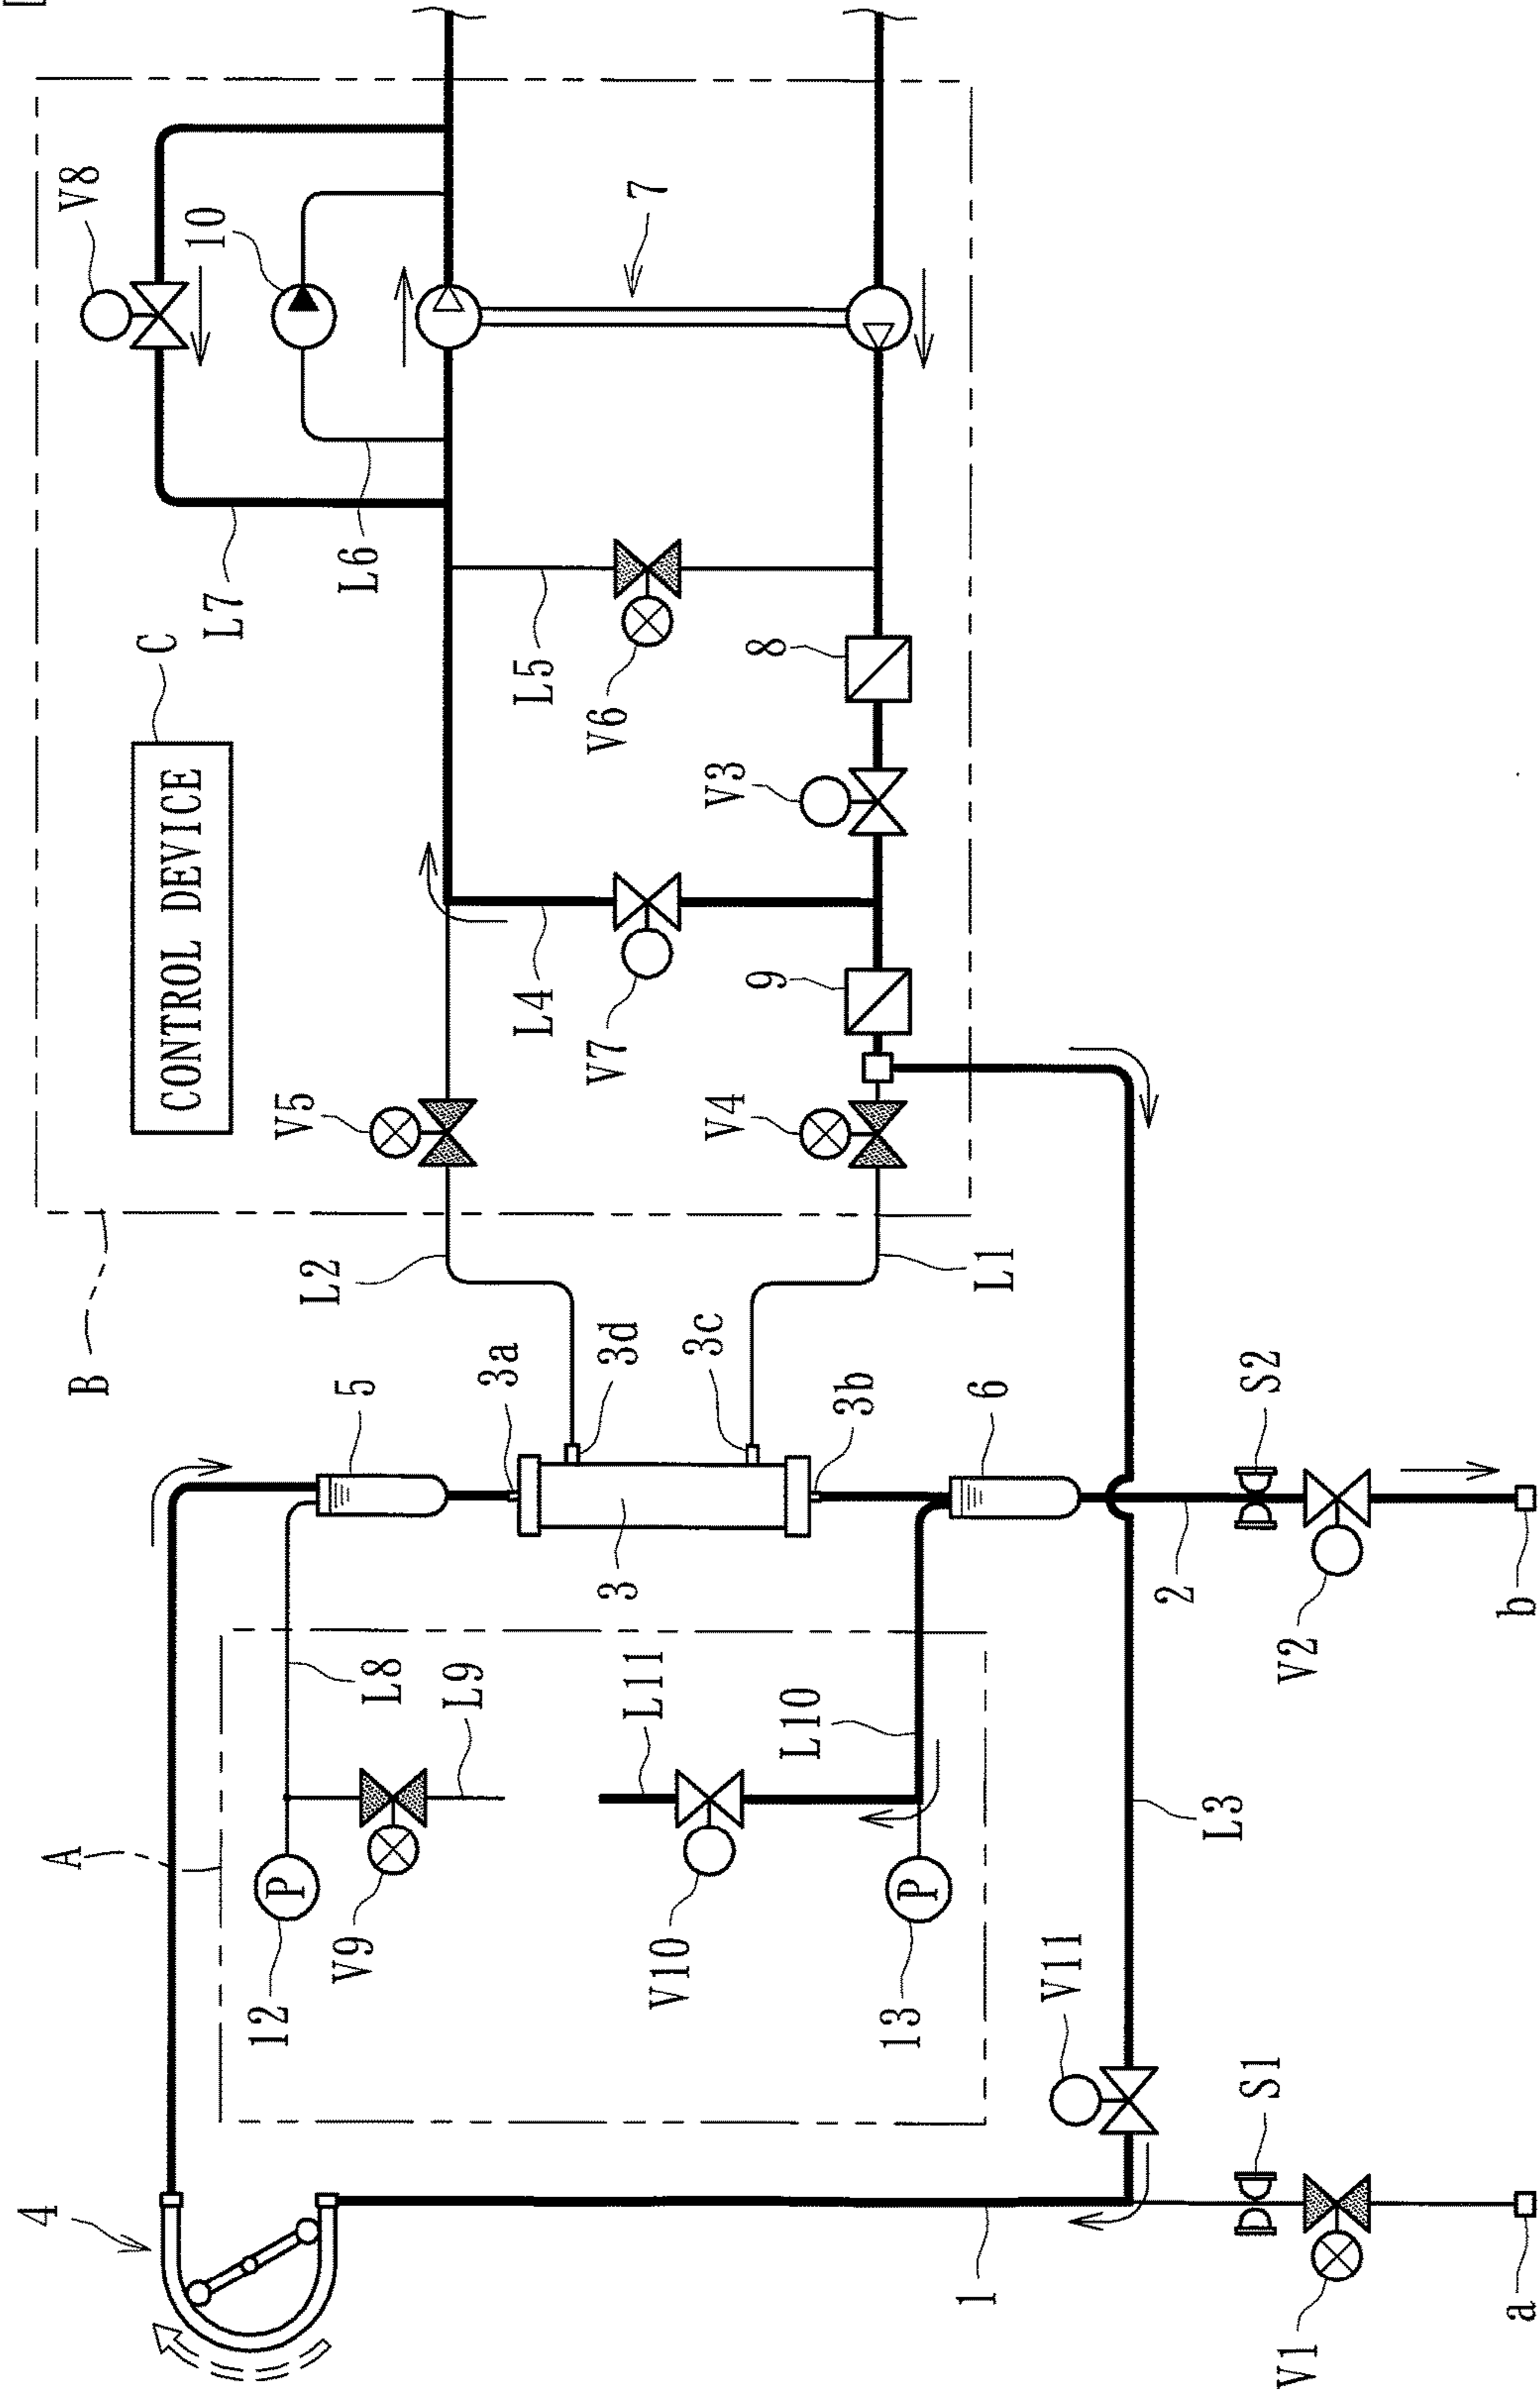 4
A
12
V9
L8
L9
L11
V10
L10
13
P
P
1
V11
L3
S1
V1
a
5
3a
3d
3c
3
3b
6
2
S2
V2
b
B
L2
L1
C
CONTROL DEVICE
V5
V4
L4
V7
9
V3
L5
V6
8
L7
L6
V8
10
7